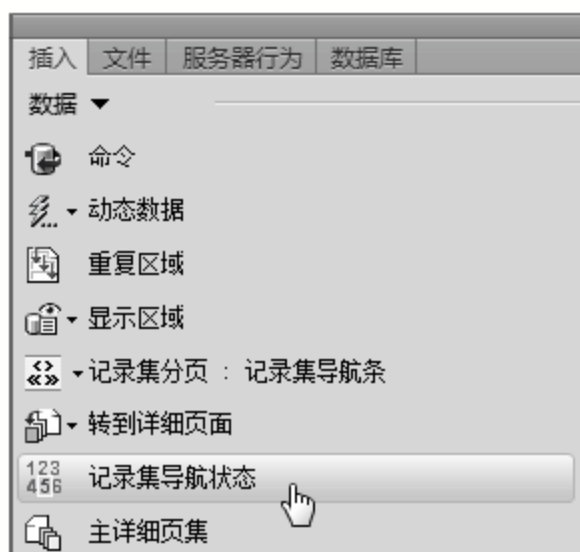 插入 文件 服务器行为 数据库
数据
命令
动态数据
重复区域
显示区域
记录集分页 : 记录集导航条
转到详细页面
123
456 记录集导航状态
主详细页集